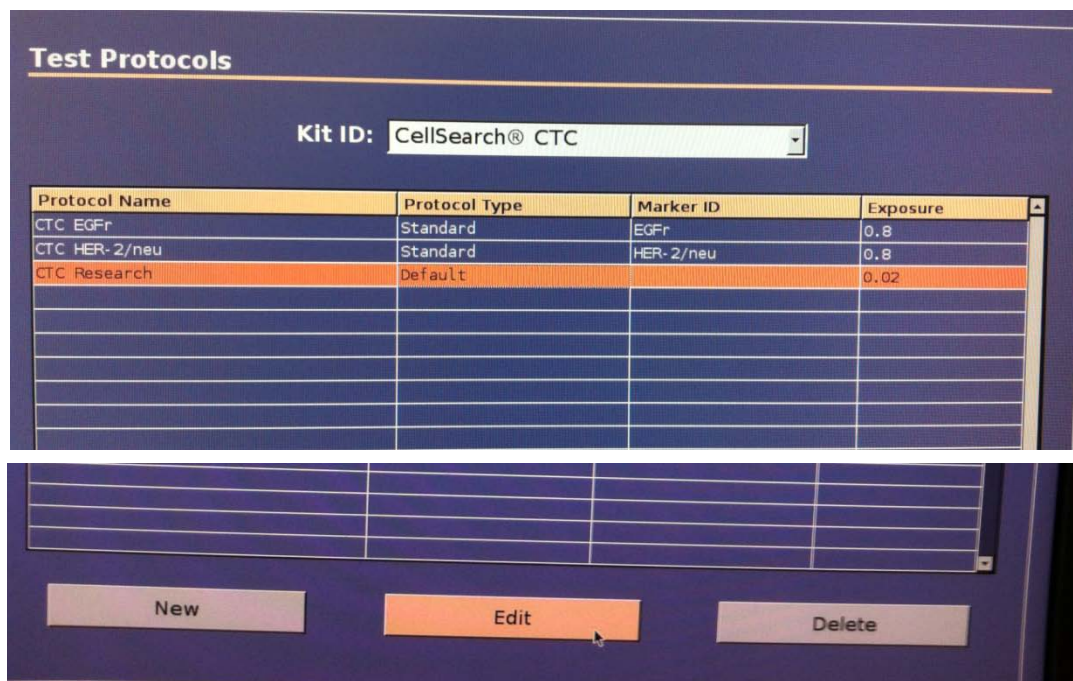 Test Protocols
Kit ID: CellSearch® CTC
Protocol Name Protocol Type Marker ID Exposure
CTC EGFr Standard EGFr 0.8
CTC HER-2/neu Standard HER-2/neu 0.8
CTC Research Default 0.02
New Edit Delete